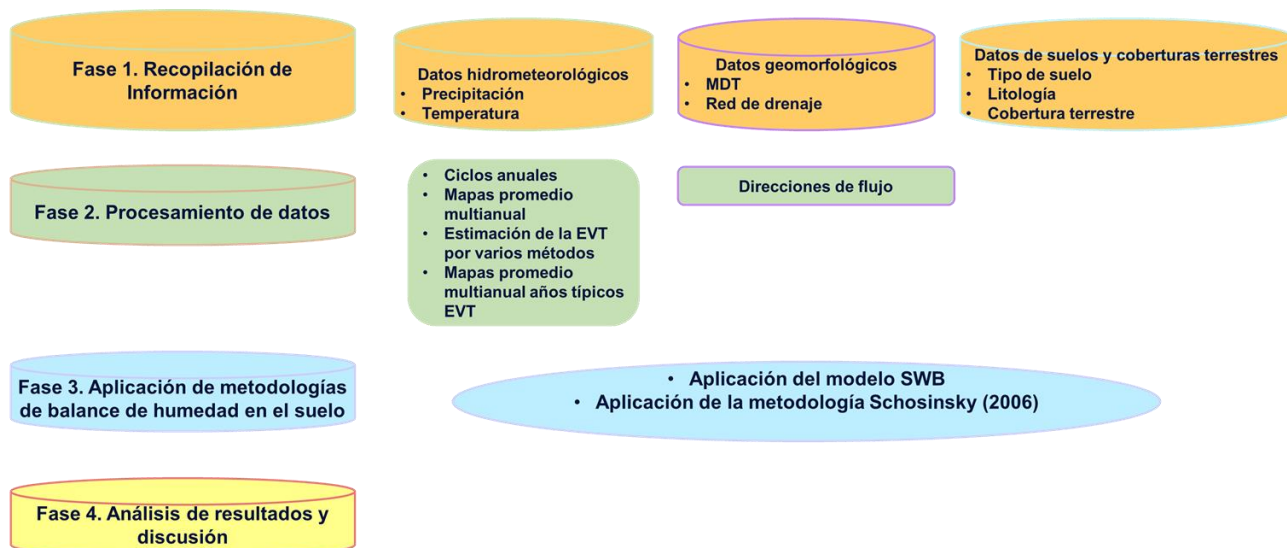 Fase 1. Recopilación de
Información
Datos hidrometeorológicos
• Precipitación
• Temperatura
Datos geomorfológicos
• MDT
• Red de drenaje
Datos de suelos y coberturas terrestres
• Tipo de suelo
• Litología
• Cobertura terrestre
Fase 2. Procesamiento de datos
• Ciclos anuales
• Mapas promedio
multianual
• Estimación de la EVT
por varios métodos
• Mapas promedio
multianual años típicos
EVT
Direcciones de flujo
Fase 3. Aplicación de metodologías
de balance de humedad en el suelo
• Aplicación del modelo SWB
• Aplicación de la metodología Schosinsky (2006)
Fase 4. Análisis de resultados y
discusión